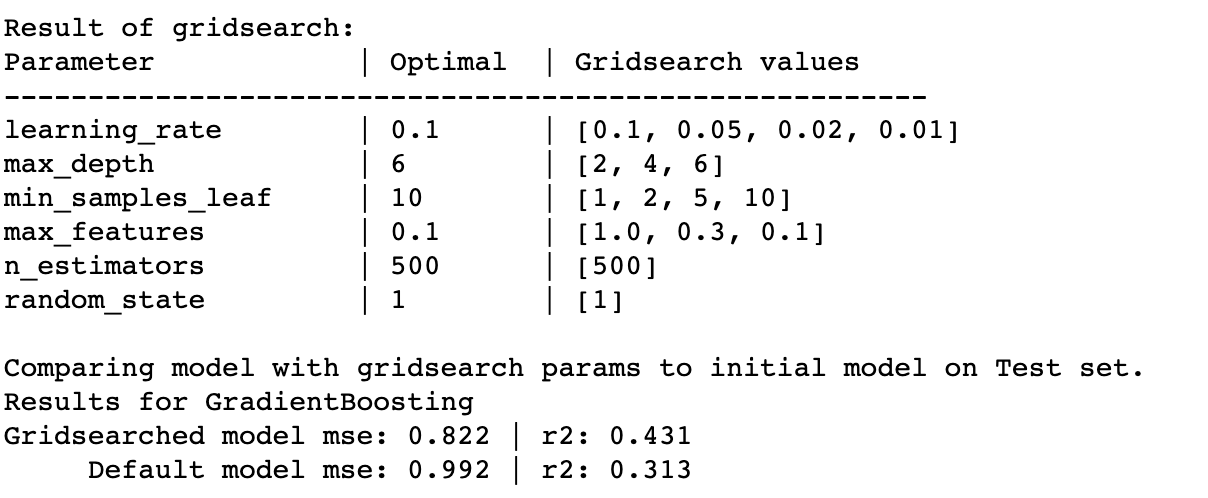 Result of gridsearch:
Parameter | Optimal | Gridsearch values
-------------------------------------------------------
learning_rate | 0.1 | [0.1, 0.05, 0.02, 0.01]
max_depth | 6 | [2, 4, 6]
min_samples_leaf | 10 | [1, 2, 5, 10]
max_features | 0.1 | [1.0, 0.3, 0.1]
n_estimators | 500 | [500]
random_state | 1 | [1]
Comparing model with gridsearch params to initial model on Test set.
Results for GradientBoosting
Gridsearched model mse: 0.822 | r2: 0.431
Default model mse: 0.992 | r2: 0.313